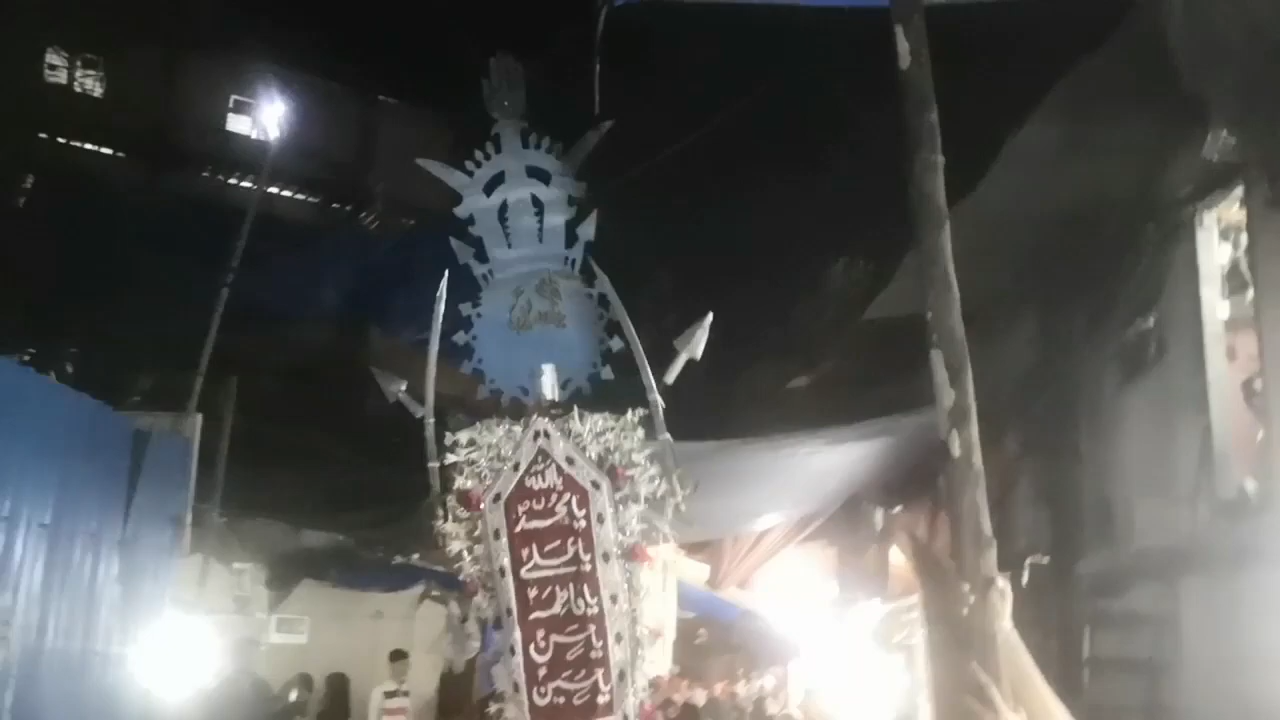 یا اللہ
یا محمدؐ
یا علیؑ
یا فاطمہؑ
یا حسنؑ
یا حسینؑ